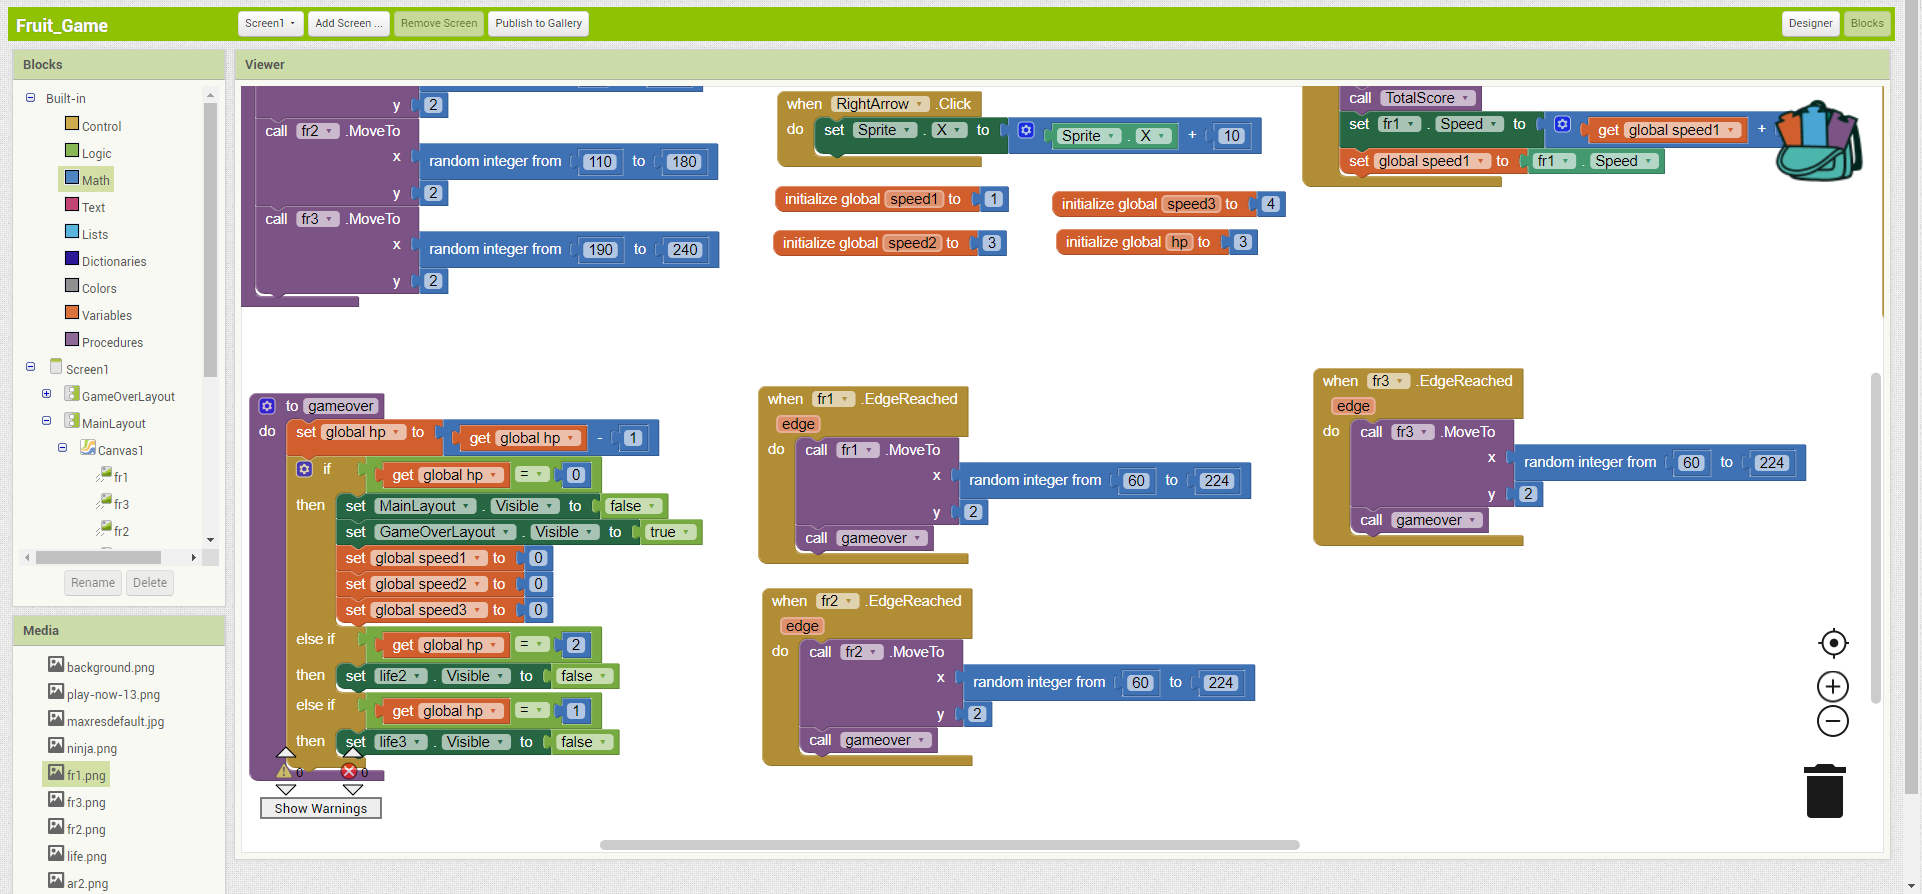 Fruit_Game
Screen1
Add Screen ...
Remove Screen
Publish to Gallery
Designer
Blocks
Blocks
Built-in
Control
Logic
Math
Text
Lists
Dictionaries
Colors
Variables
Procedures
Screen1
GameOverLayout
MainLayout
Canvas1
fr1
fr3
fr2
Rename
Delete
Media
background.png
play-now-13.png
maxresdefault.jpg
ninja.png
fr1.png
fr3.png
fr2.png
life.png
ar2.png
Viewer
y 2
call fr2 .MoveTo
x random integer from 110 to 180
y 2
call fr3 .MoveTo
x random integer from 190 to 240
y 2
when RightArrow .Click
do set Sprite . X to Sprite . X + 10
initialize global speed1 to 1
initialize global speed3 to 4
initialize global speed2 to 3
initialize global hp to 3
call TotalScore
set fr1 . Speed to get global speed1 +
set global speed1 to fr1 . Speed
to gameover
do set global hp to get global hp - 1
if get global hp = 0
then set MainLayout . Visible to false
set GameOverLayout . Visible to true
set global speed1 to 0
set global speed2 to 0
set global speed3 to 0
else if get global hp = 2
then set life2 . Visible to false
else if get global hp = 1
then set life3 . Visible to false
0 0
Show Warnings
when fr1 .EdgeReached
edge
do call fr1 .MoveTo
x random integer from 60 to 224
y 2
call gameover
when fr2 .EdgeReached
edge
do call fr2 .MoveTo
x random integer from 60 to 224
y 2
call gameover
when fr3 .EdgeReached
edge
do call fr3 .MoveTo
x random integer from 60 to 224
y 2
call gameover